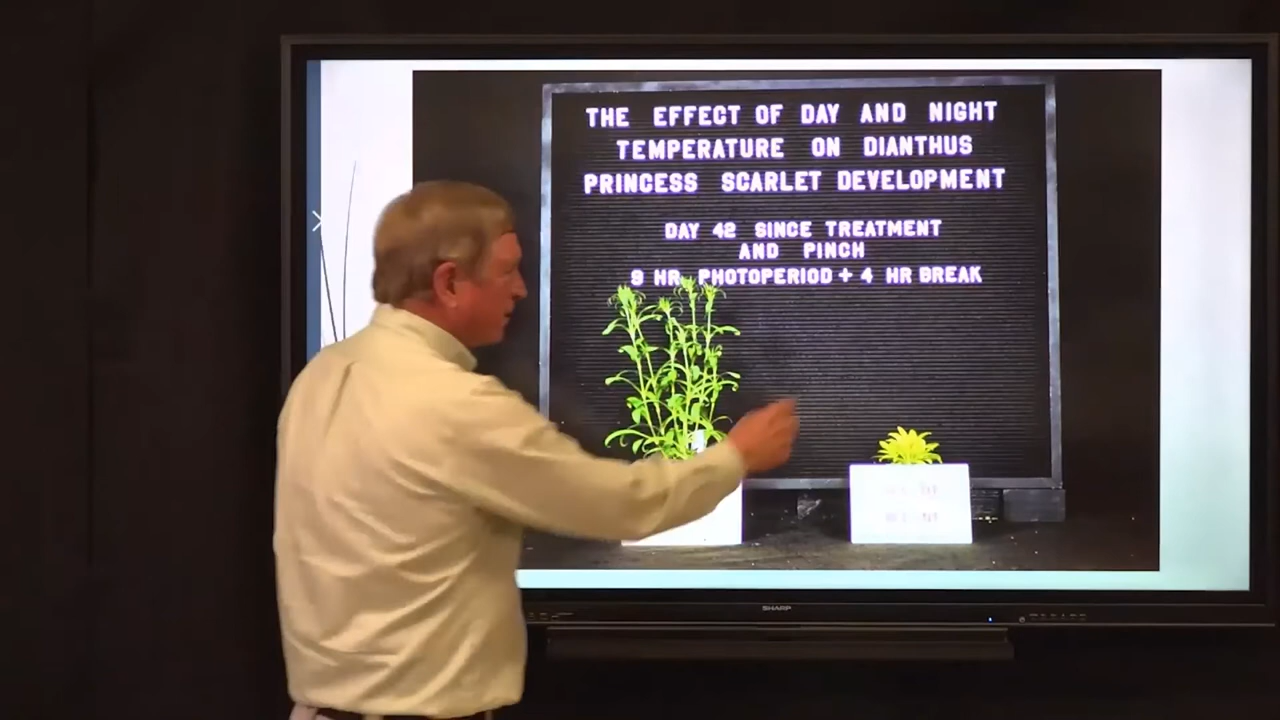 THE EFFECT OF DAY AND NIGHT
TEMPERATURE ON DIANTHUS
PRINCESS SCARLET DEVELOPMENT
DAY 42 SINCE TREATMENT
AND PINCH
9 HR PHOTOPERIOD + 4 HR BREAK
SHARP